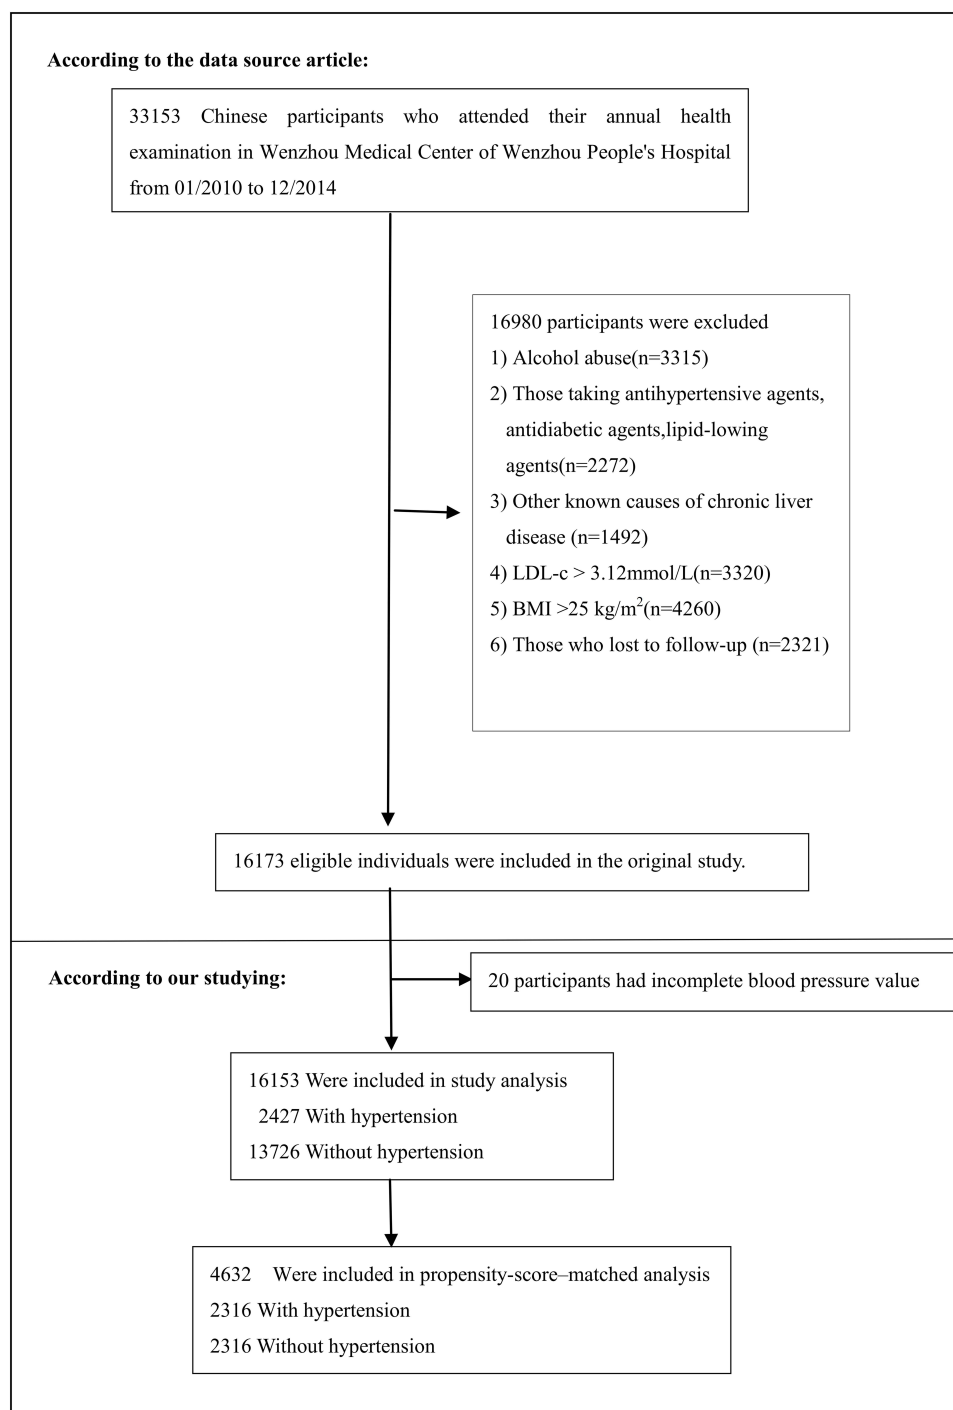 According to the data source article:
33153 Chinese participants who attended their annual health
examination in Wenzhou Medical Center of Wenzhou People's Hospital
from 01/2010 to 12/2014
16980 participants were excluded
1) Alcohol abuse(n=3315)
2) Those taking antihypertensive agents,
antidiabetic agents,lipid-lowing
agents(n=2272)
3) Other known causes of chronic liver
disease (n=1492)
4) LDL-c > 3.12mmol/L(n=3320)
5) BMI >25 kg/m²(n=4260)
6) Those who lost to follow-up (n=2321)
16173 eligible individuals were included in the original study.
According to our studying:
20 participants had incomplete blood pressure value
16153 Were included in study analysis
2427 With hypertension
13726 Without hypertension
4632 Were included in propensity-score–matched analysis
2316 With hypertension
2316 Without hypertension